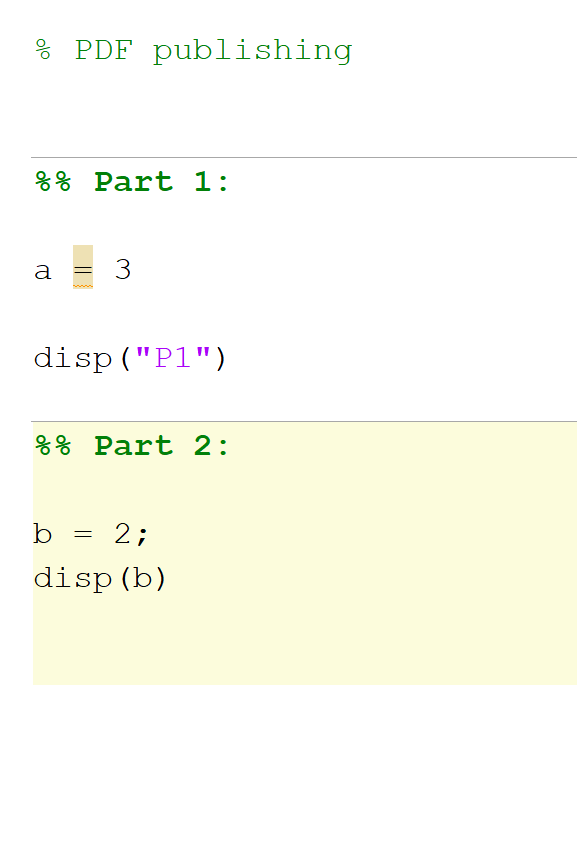 % PDF publishing
%% Part 1:
a = 3
disp("P1")
%% Part 2:
b = 2;
disp(b)